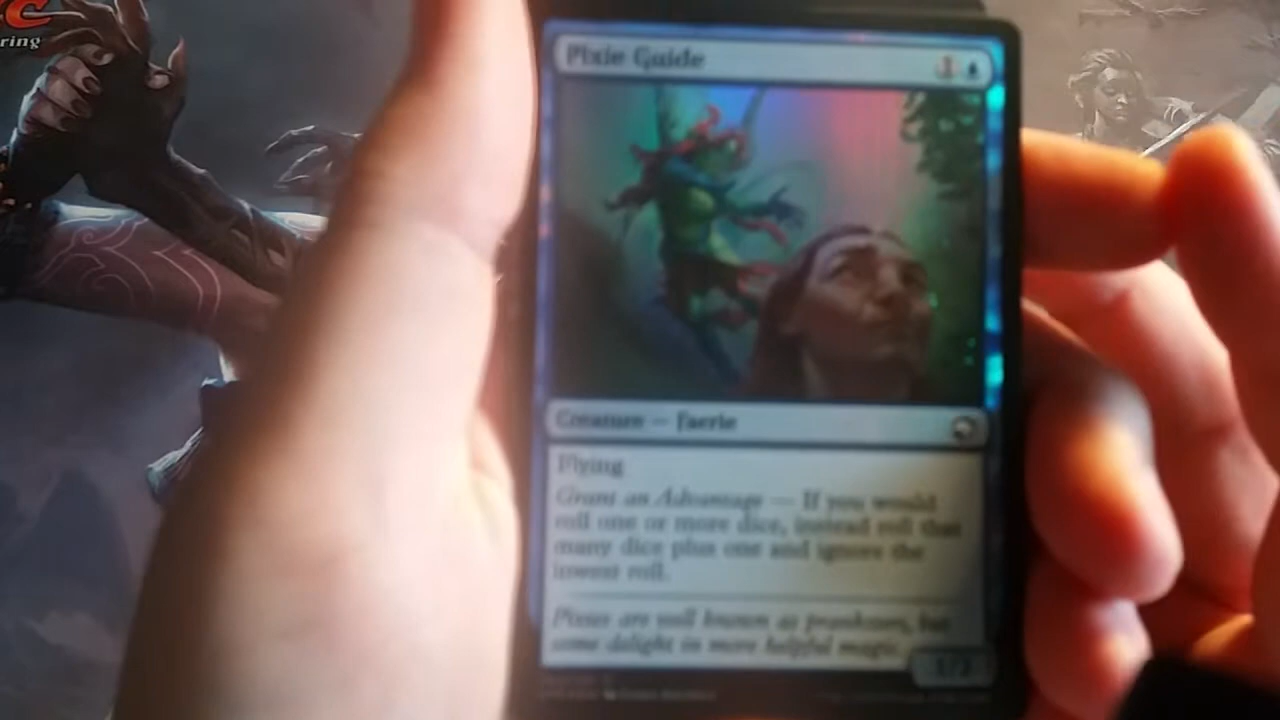 ring
Pixie Guide
1
Creature — Faerie
Flying
Grant an Advantage — If you would
roll one or more dice, instead roll that
many dice plus one and ignore the
lowest roll.
Pixies are well known as pranksters, but
some delight in more helpful magic.